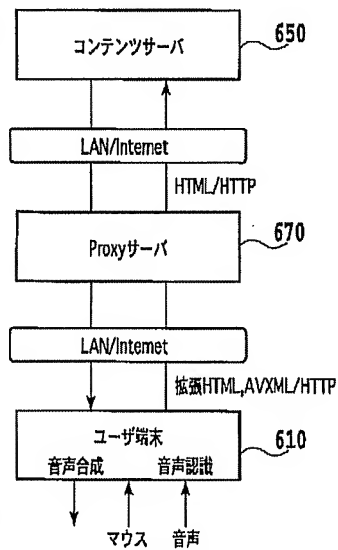 コンテンツサーバ
650
LAN/Internet
HTML/HTTP
Proxyサーバ
670
LAN/Internet
拡張HTML,AVXML/HTTP
ユーザ端末
610
音声合成 音声認識
マウス 音声